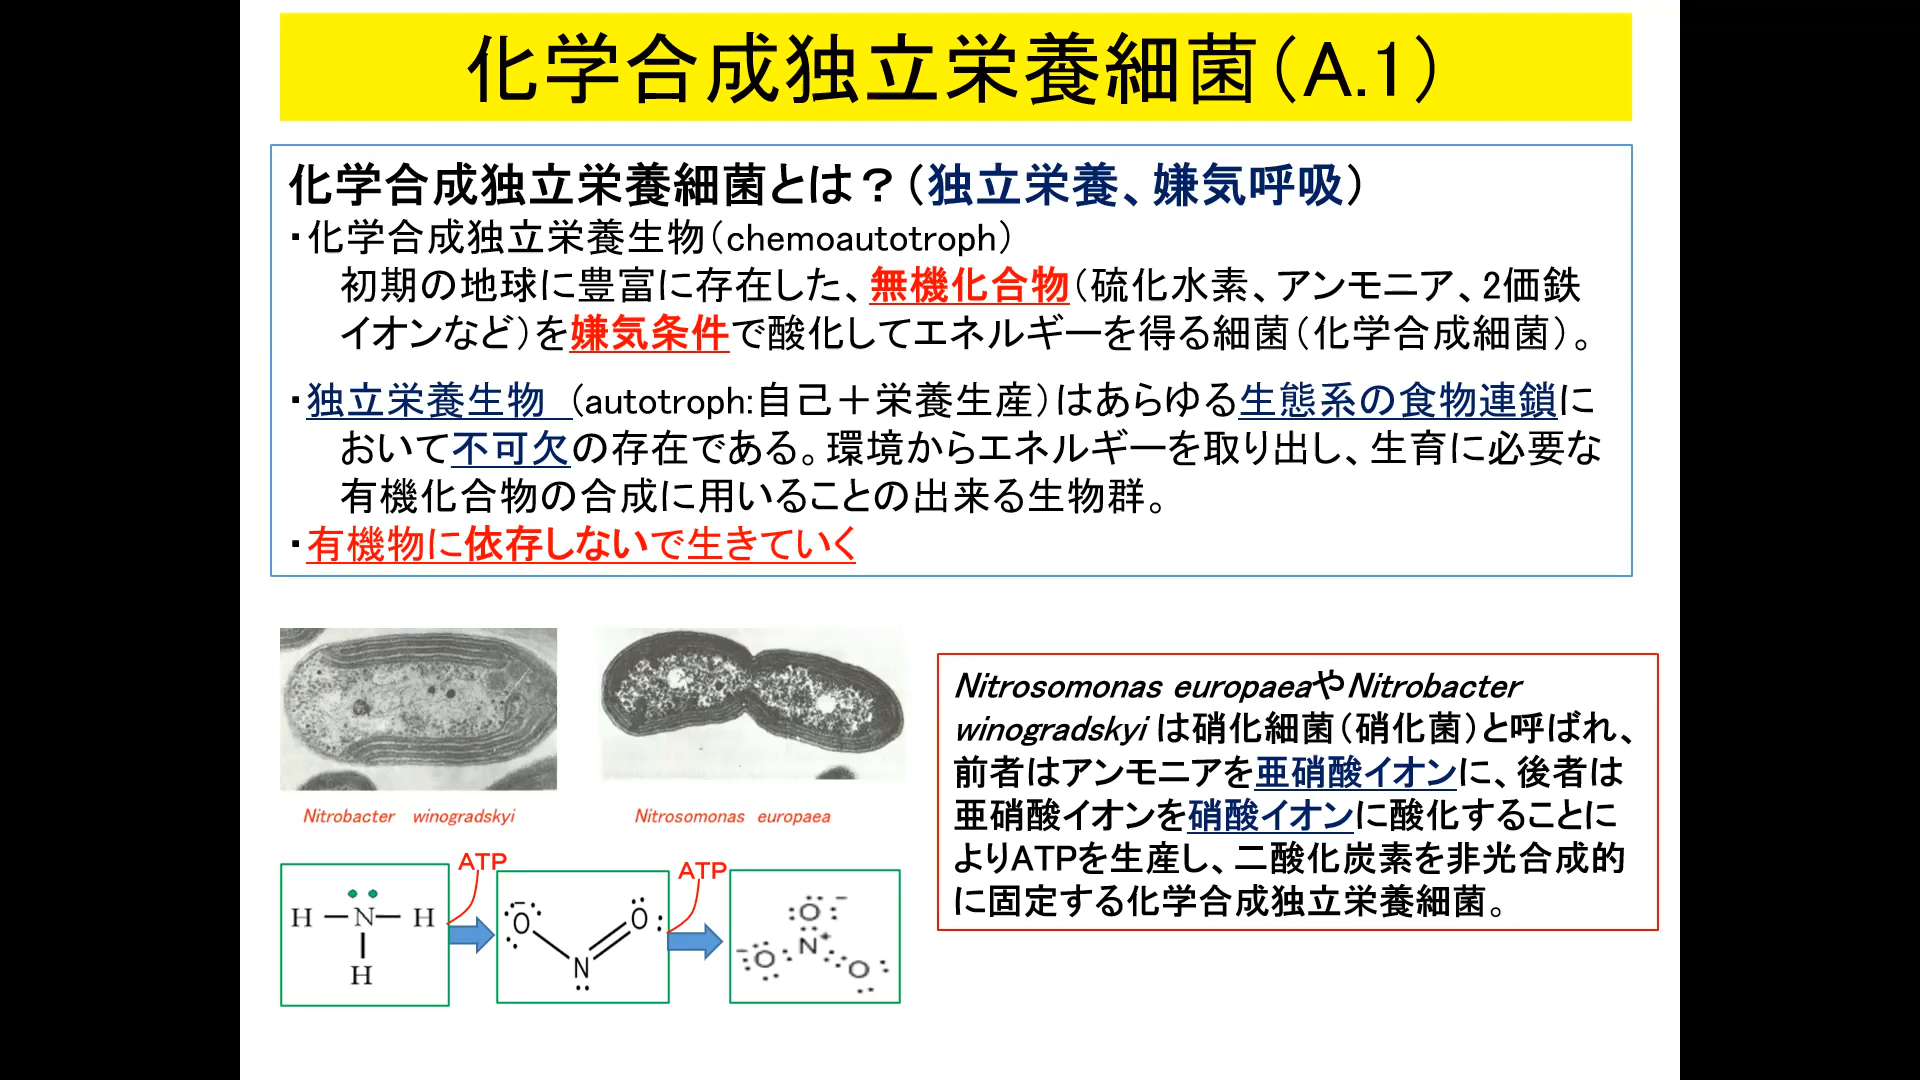 化学合成独立栄養細菌（A.1）
化学合成独立栄養細菌とは？（独立栄養、嫌気呼吸）
・化学合成独立栄養生物（chemoautotroph）
初期の地球に豊富に存在した、無機化合物（硫化水素、アンモニア、2価鉄
イオンなど）を嫌気条件で酸化してエネルギーを得る細菌（化学合成細菌）。
・独立栄養生物　(autotroph:自己＋栄養生産）はあらゆる生態系の食物連鎖に
おいて不可欠の存在である。環境からエネルギーを取り出し、生育に必要な
有機化合物の合成に用いることの出来る生物群。
・有機物に依存しないで生きていく
Nitrobacter winogradskyi
Nitrosomonas europaea
Nitrosomonas europaeaやNitrobacter
winogradskyi は硝化細菌（硝化菌）と呼ばれ、
前者はアンモニアを亜硝酸イオンに、後者は
亜硝酸イオンを硝酸イオンに酸化することに
よりATPを生産し、二酸化炭素を非光合成的
に固定する化学合成独立栄養細菌。
ATP
ATP
H N H
H
O O
N
O
N
O O